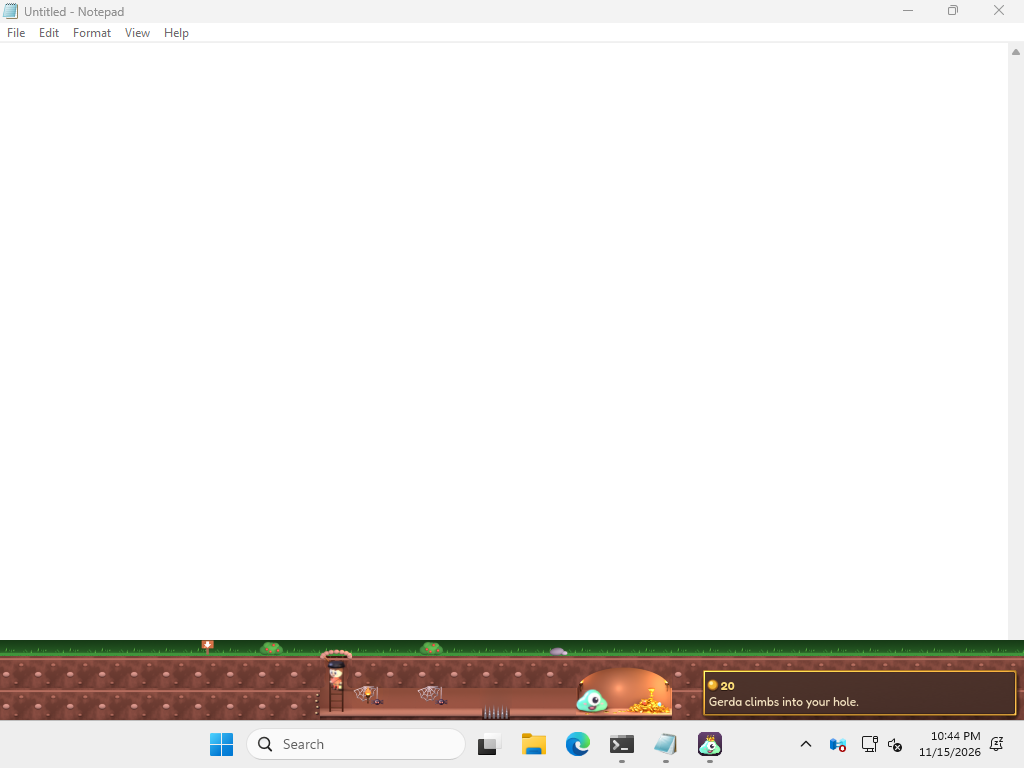 Untitled - Notepad
File Edit Format View Help
20
Gerda climbs into your hole.
Search
10:44 PM
11/15/2026